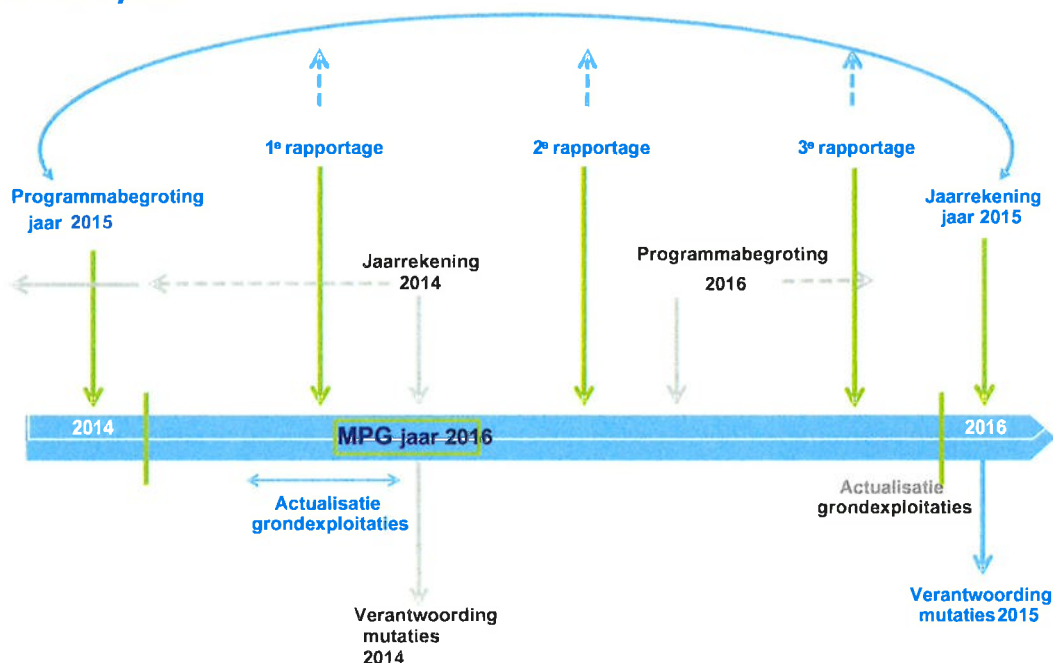 1e rapportage
2e rapportage
3e rapportage
Programmabegroting
jaar 2015
Jaarrekening
jaar 2015
Jaarrekening
2014
Programmabegroting
2016
2014
MPG jaar 2016
2016
Actualisatie
grondexploitaties
Actualisatie
grondexploitaties
Verantwoording
mutaties 2015
Verantwoording
mutaties
2014